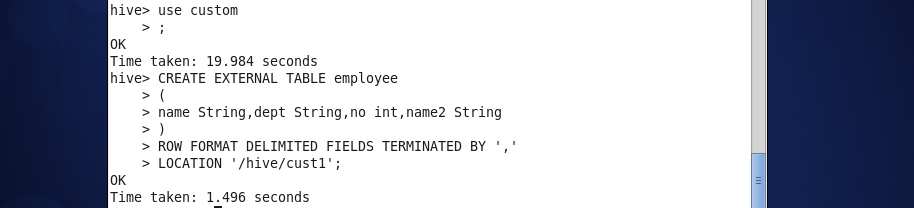 hive> use custom
    > ;
OK
Time taken: 19.984 seconds
hive> CREATE EXTERNAL TABLE employee
    > (
    > name String,dept String,no int,name2 String
    > )
    > ROW FORMAT DELIMITED FIELDS TERMINATED BY ','
    > LOCATION '/hive/cust1';
OK
Time taken: 1.496 seconds